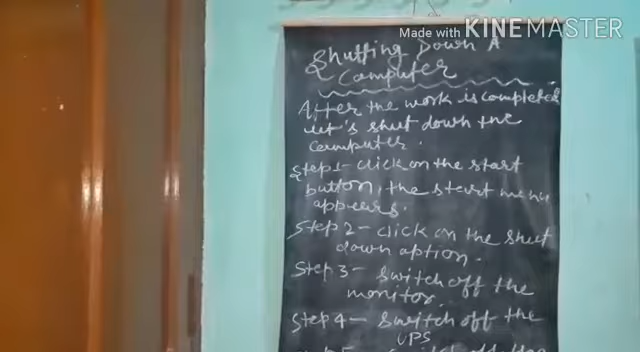 Made with KINEMASTER
Shutting Down A
Computer
After the work is completed
let's shut down the
computer.
Step1- click on the start
button, the start menu
appears.
Step 2- click on the shut
down option.
Step 3- switch off the
monitor.
Step 4- switch off the
UPS